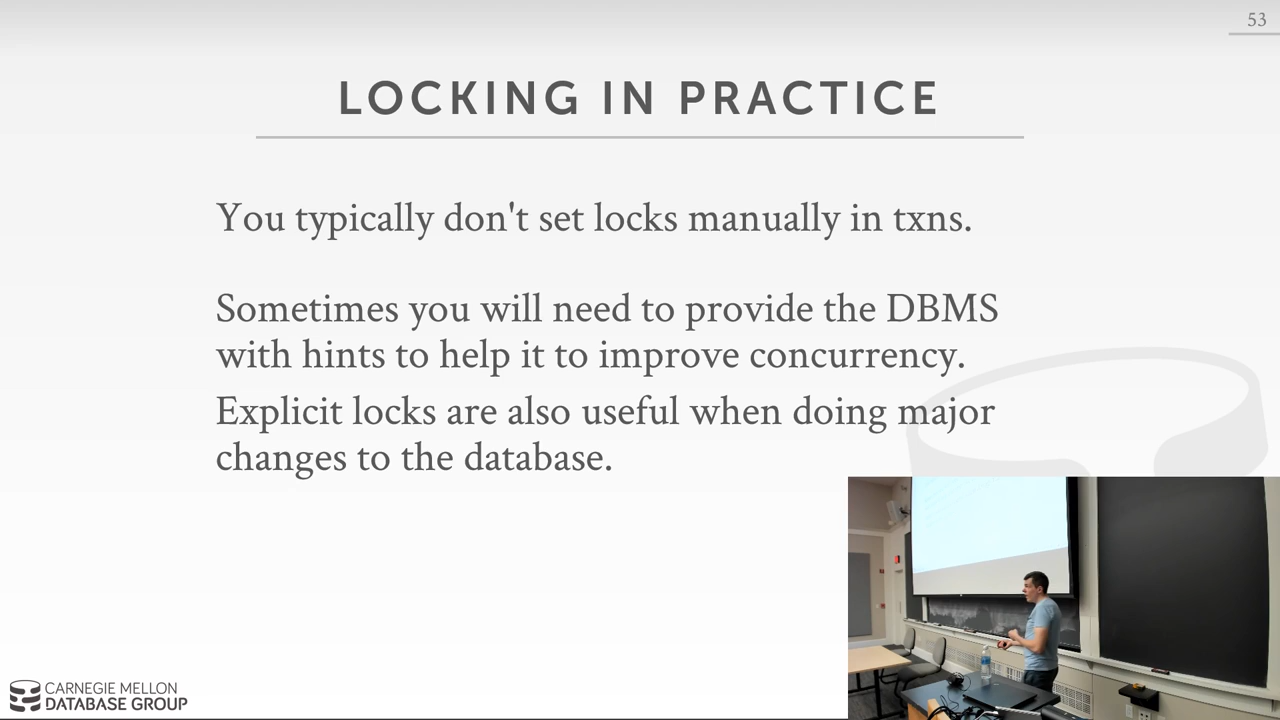 53
LOCKING IN PRACTICE
You typically don't set locks manually in txns.
Sometimes you will need to provide the DBMS
with hints to help it to improve concurrency.
Explicit locks are also useful when doing major
changes to the database.
CARNEGIE MELLON
DATABASE GROUP